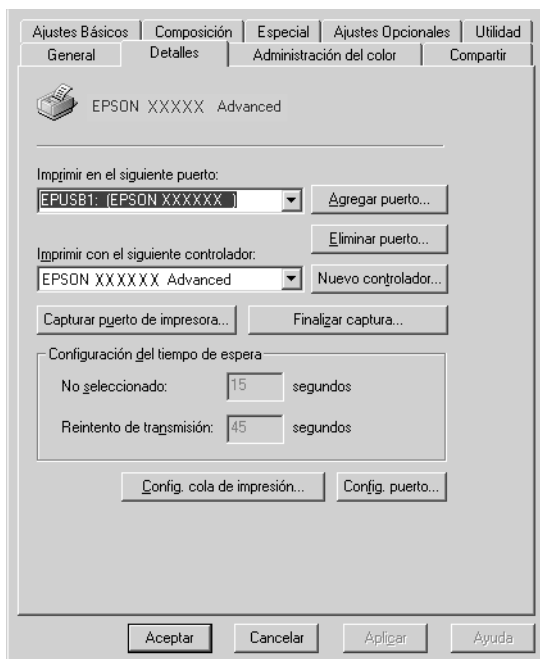 Ajustes Básicos Composición Especial Ajustes Opcionales Utilidad
General Detalles Administración del color Compartir
EPSON XXXXX Advanced
Imprimir en el siguiente puerto:
EPUSB1: (EPSON XXXXXX ) Agregar puerto...
Eliminar puerto...
Imprimir con el siguiente controlador:
EPSON XXXXXX Advanced Nuevo controlador...
Capturar puerto de impresora... Finalizar captura...
Configuración del tiempo de espera
No seleccionado: 15 segundos
Reintento de transmisión: 45 segundos
Config. cola de impresión... Config. puerto...
Aceptar Cancelar Aplicar Ayuda